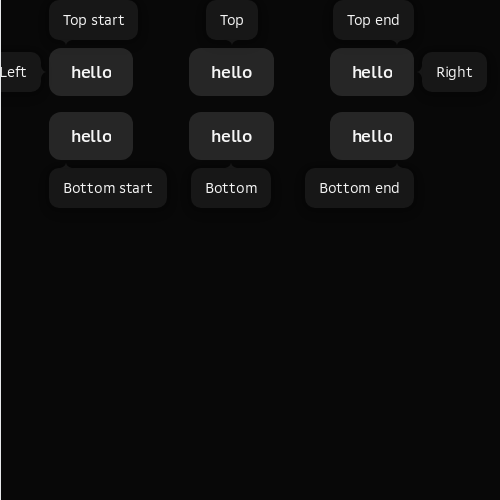 Top start Top Top end
Left hello hello hello Right
hello hello hello
Bottom start Bottom Bottom end